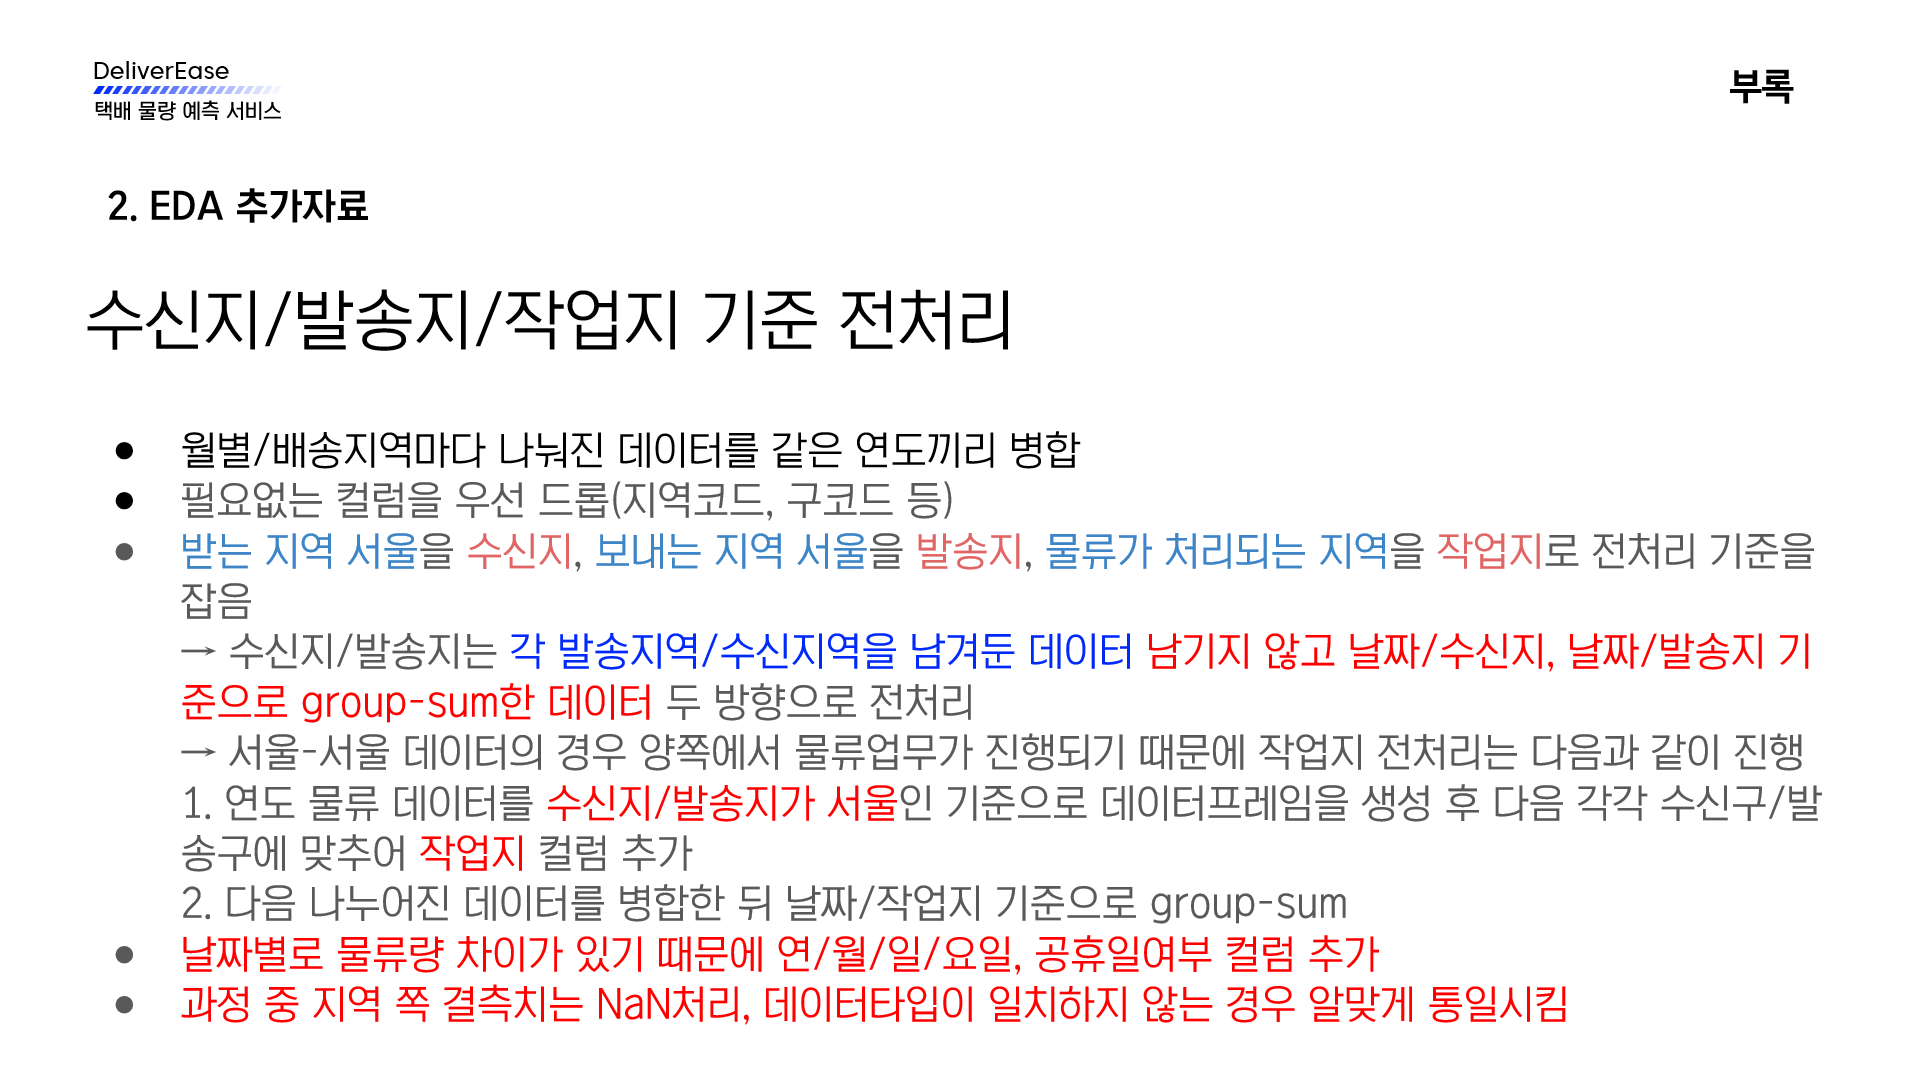 DeliverEase
택배 물량 예측 서비스
부록
2. EDA 추가자료
수신지/발송지/작업지 기준 전처리
● 월별/배송지역마다 나눠진 데이터를 같은 연도끼리 병합
● 필요없는 컬럼을 우선 드롭(지역코드, 구코드 등)
● 받는 지역 서울을 수신지, 보내는 지역 서울을 발송지, 물류가 처리되는 지역을 작업지로 전처리 기준을
잡음
→ 수신지/발송지는 각 발송지역/수신지역을 남겨둔 데이터 남기지 않고 날짜/수신지, 날짜/발송지 기
준으로 group-sum한 데이터 두 방향으로 전처리
→ 서울-서울 데이터의 경우 양쪽에서 물류업무가 진행되기 때문에 작업지 전처리는 다음과 같이 진행
1. 연도 물류 데이터를 수신지/발송지가 서울인 기준으로 데이터프레임을 생성 후 다음 각각 수신구/발
송구에 맞추어 작업지 컬럼 추가
2. 다음 나누어진 데이터를 병합한 뒤 날짜/작업지 기준으로 group-sum
● 날짜별로 물류량 차이가 있기 때문에 연/월/일/요일, 공휴일여부 컬럼 추가
● 과정 중 지역 쪽 결측치는 NaN처리, 데이터타입이 일치하지 않는 경우 알맞게 통일시킴